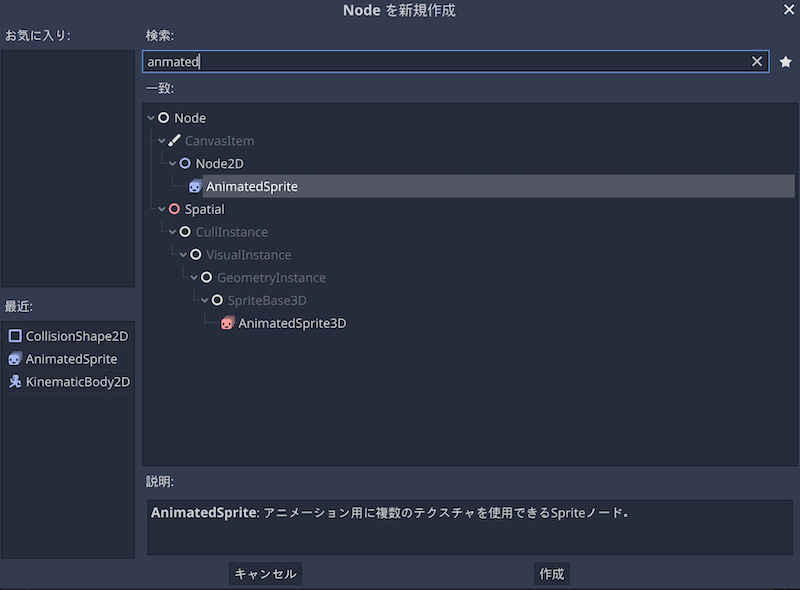 Node を新規作成
お気に入り:
検索:
anmated
一致:
Node
CanvasItem
Node2D
AnimatedSprite
Spatial
CullInstance
VisualInstance
GeometryInstance
SpriteBase3D
AnimatedSprite3D
最近:
CollisionShape2D
AnimatedSprite
KinematicBody2D
説明:
AnimatedSprite: アニメーション用に複数のテクスチャを使用できるSpriteノード。
キャンセル
作成